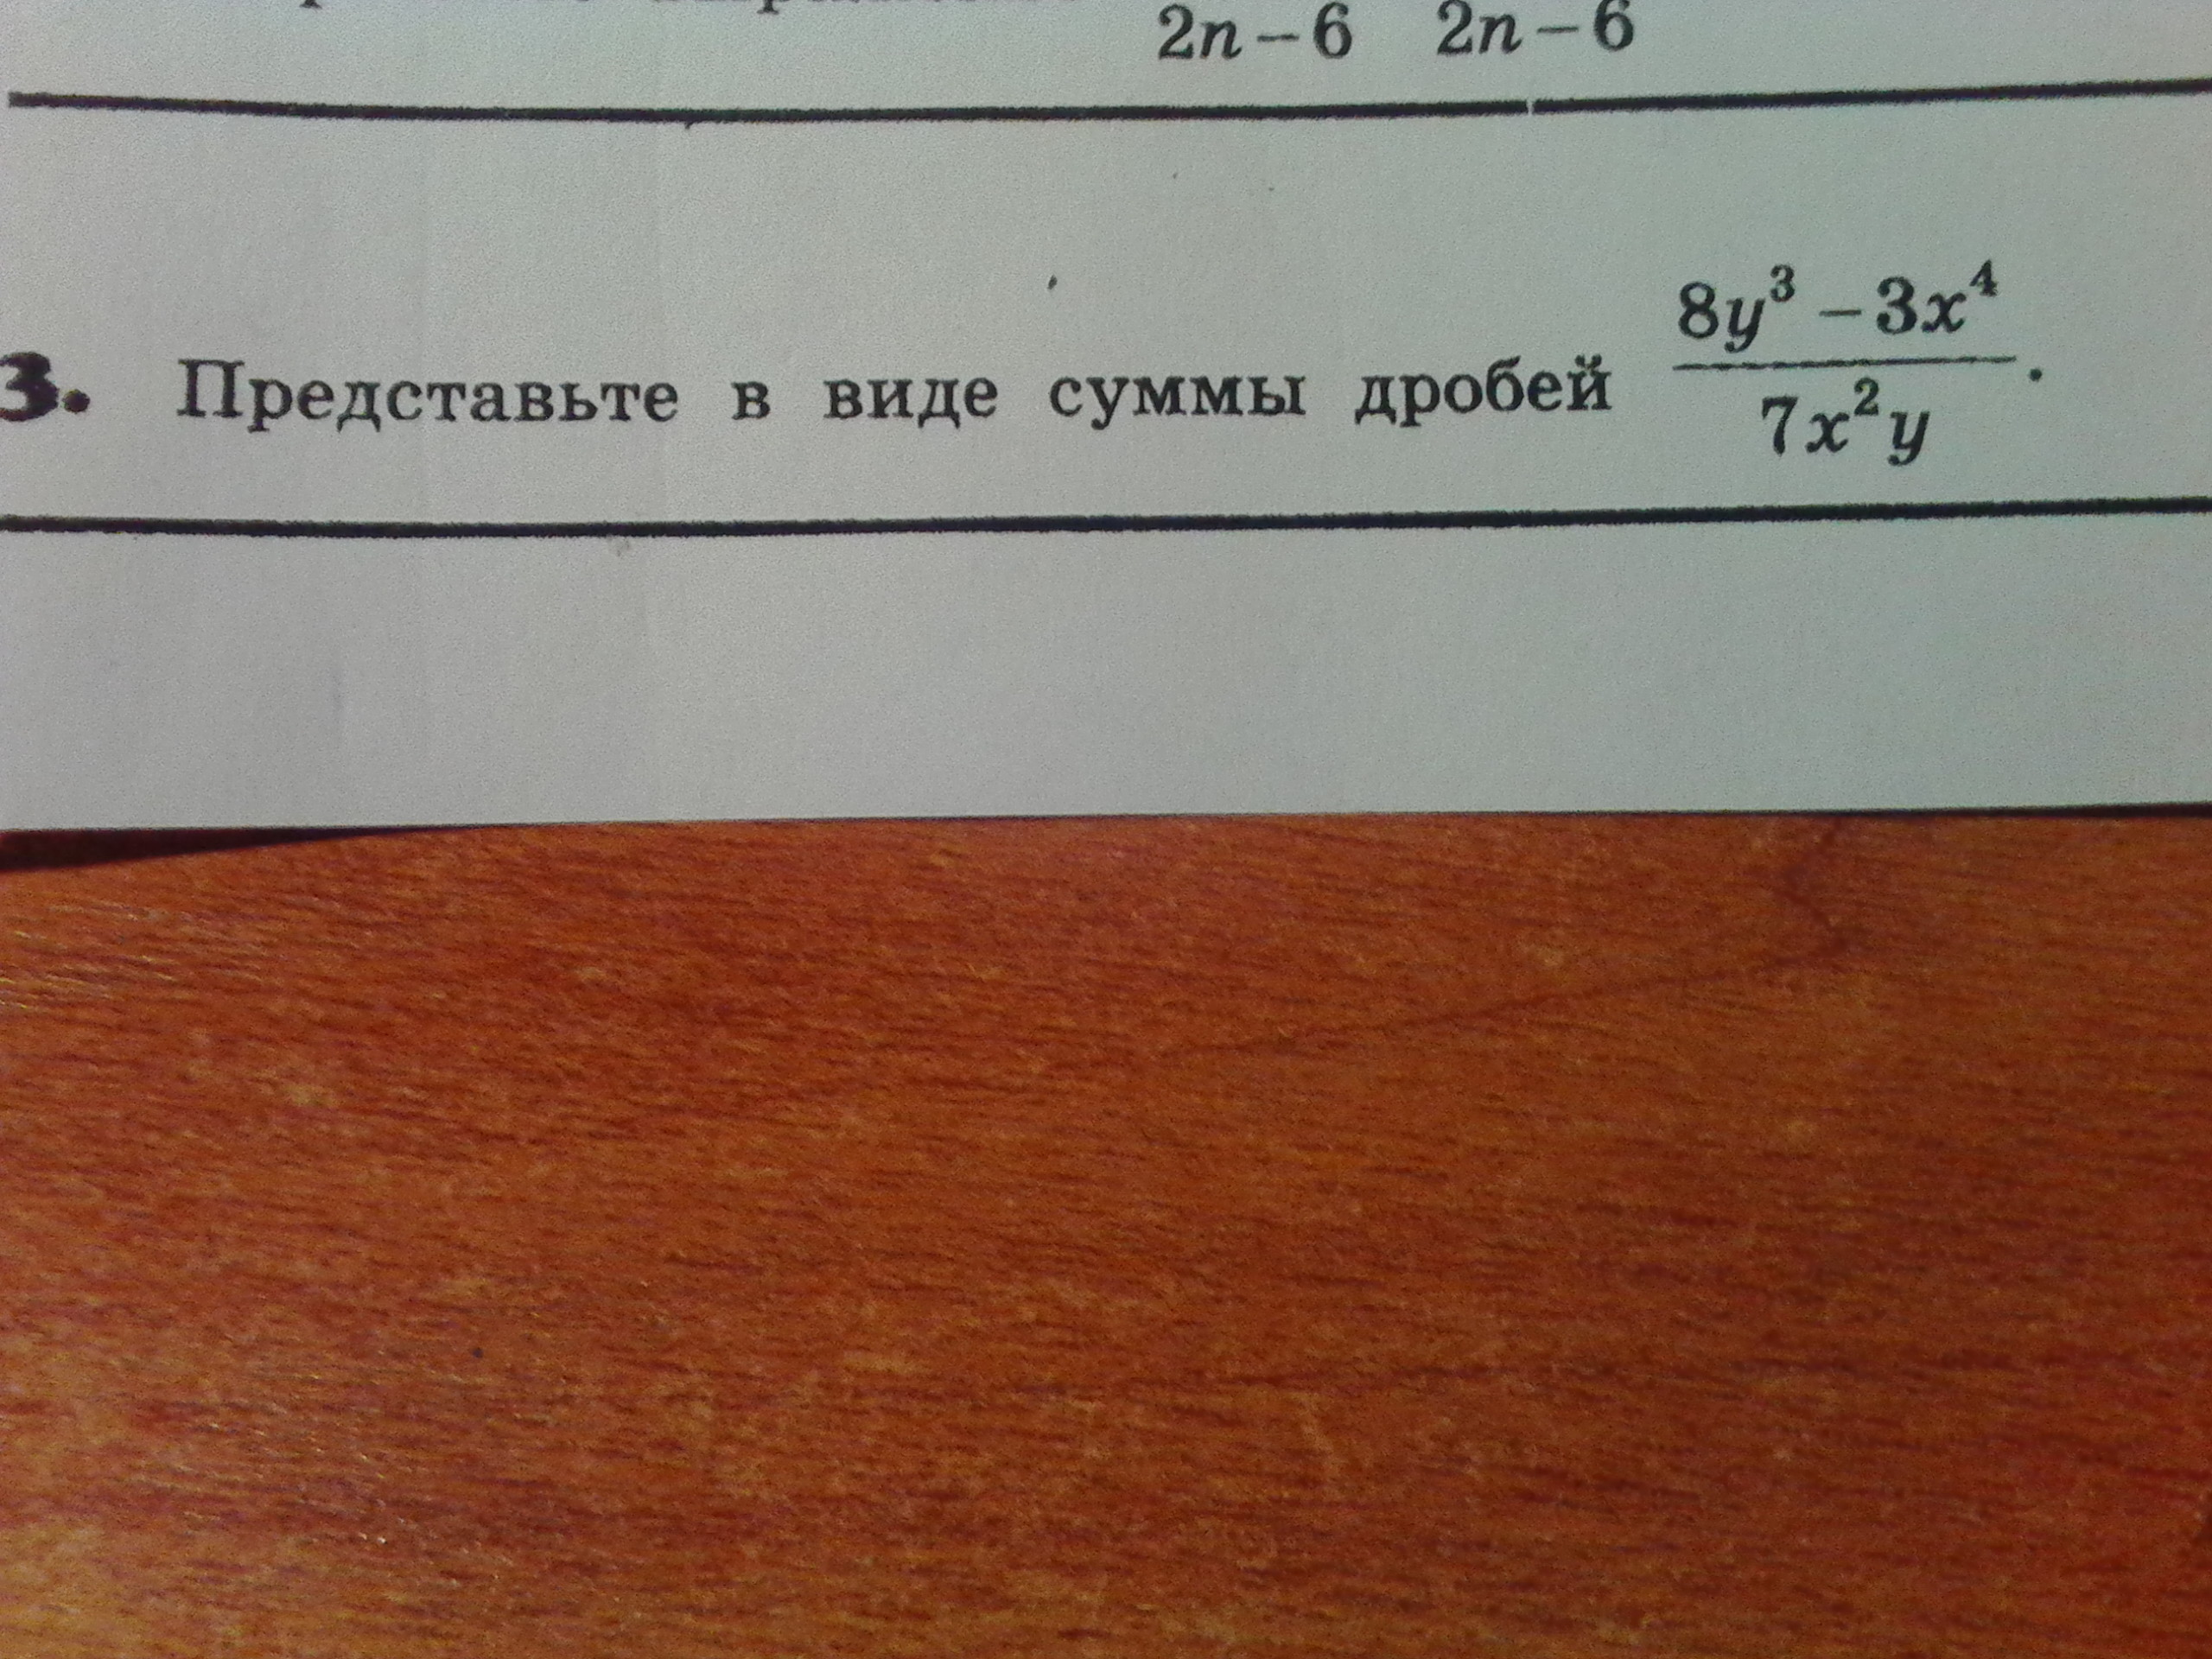 2n – 6 2n – 6
8y³ – 3x⁴
3. Представьте в виде суммы дробей .
7x²y